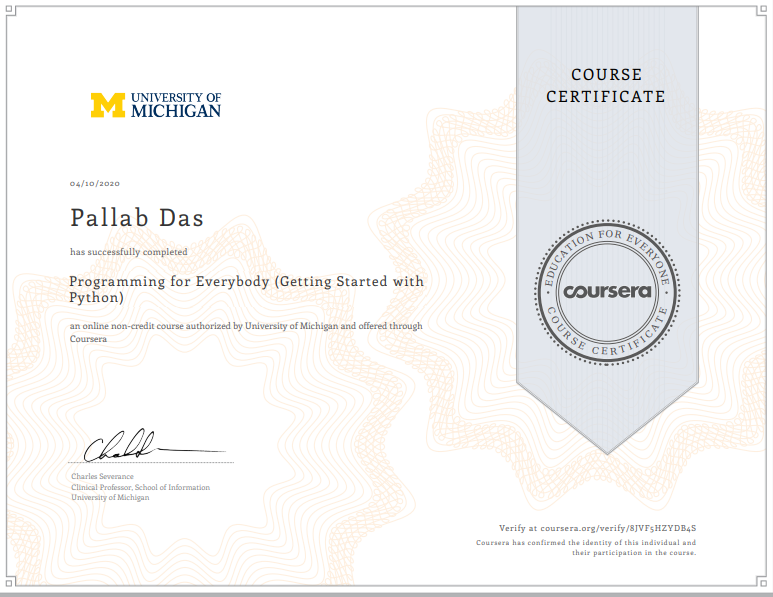 UNIVERSITY OF
MICHIGAN
COURSE
CERTIFICATE
04/10/2020
Pallab Das
has successfully completed
Programming for Everybody (Getting Started with
Python)
an online non-credit course authorized by University of Michigan and offered through
Coursera
EDUCATION FOR EVERYONE
coursera
COURSE CERTIFICATE
Charles Severance
Clinical Professor, School of Information
University of Michigan
Verify at coursera.org/verify/8JVF5HZYDB4S
Coursera has confirmed the identity of this individual and
their participation in the course.